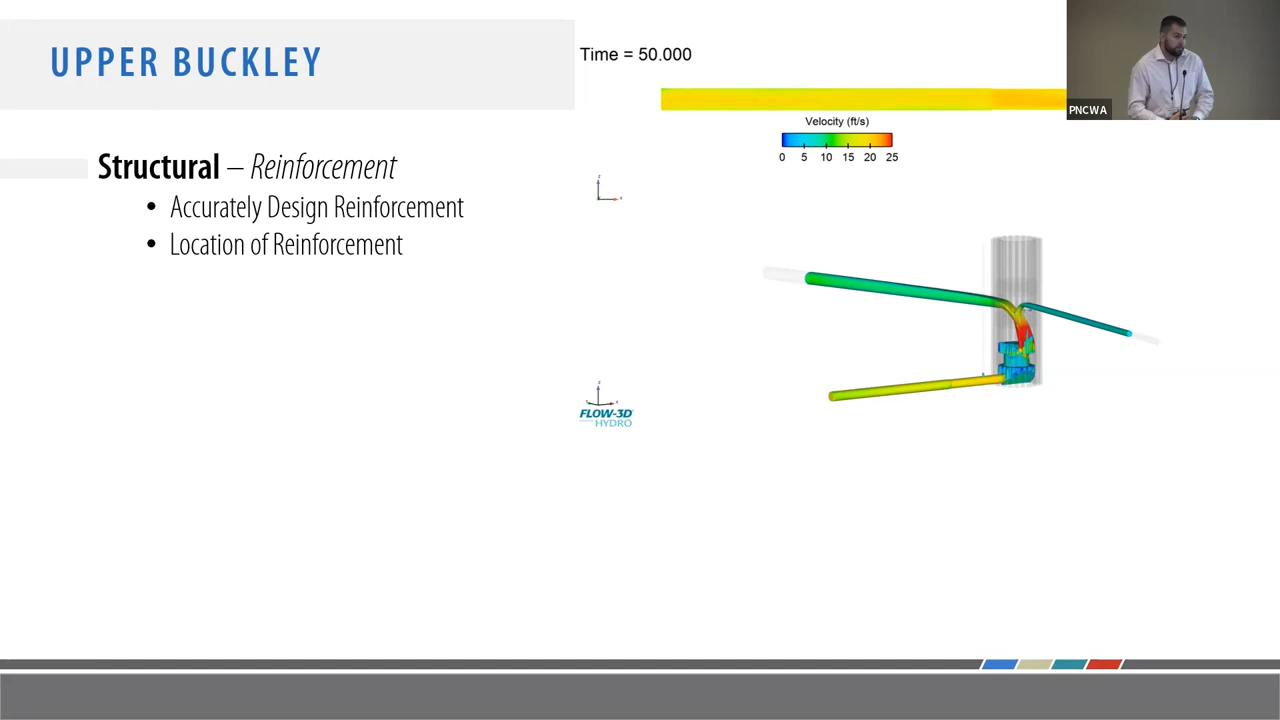 UPPER BUCKLEY
Structural – Reinforcement
• Accurately Design Reinforcement
• Location of Reinforcement
Time = 50.000
Velocity (ft/s)
0 5 10 15 20 25
z
x
z
FLOW-3D
HYDRO
PNCWA